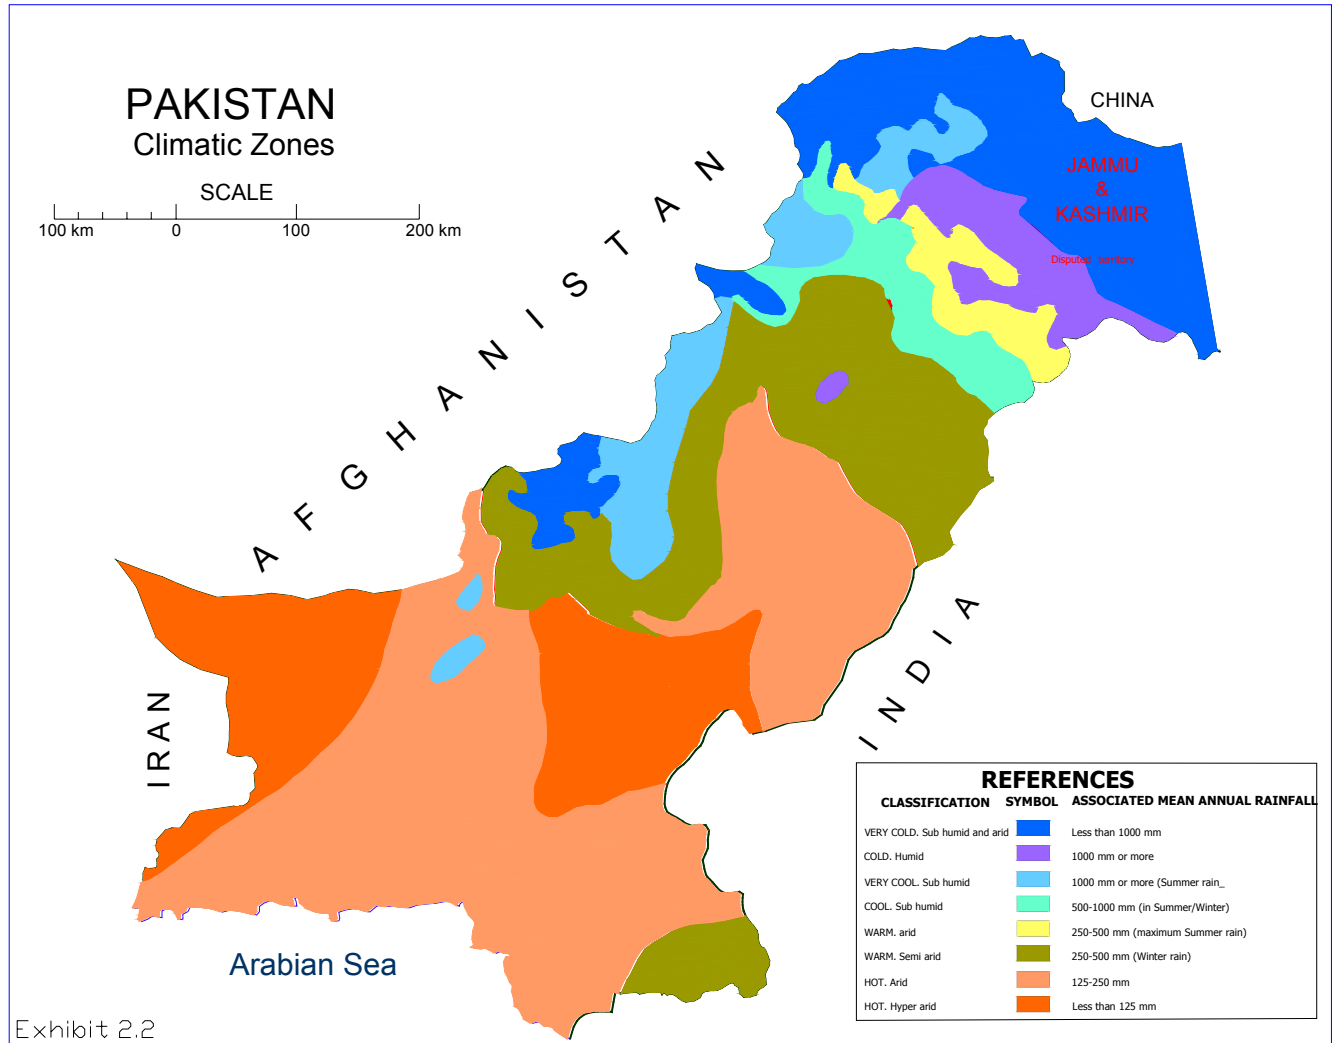 PAKISTAN
Climatic Zones
SCALE
100 km 0 100 200 km
CHINA
JAMMU
&
KASHMIR
Disputed territory
AFGHANISTAN
IRAN
INDIA
Arabian Sea
REFERENCES
CLASSIFICATION SYMBOL ASSOCIATED MEAN ANNUAL RAINFALL
VERY COLD. Sub humid and arid Less than 1000 mm
COLD. Humid 1000 mm or more
VERY COOL. Sub humid 1000 mm or more (Summer rain_
COOL. Sub humid 500-1000 mm (in Summer/Winter)
WARM. arid 250-500 mm (maximum Summer rain)
WARM. Semi arid 250-500 mm (Winter rain)
HOT. Arid 125-250 mm
HOT. Hyper arid Less than 125 mm
Exhibit 2.2